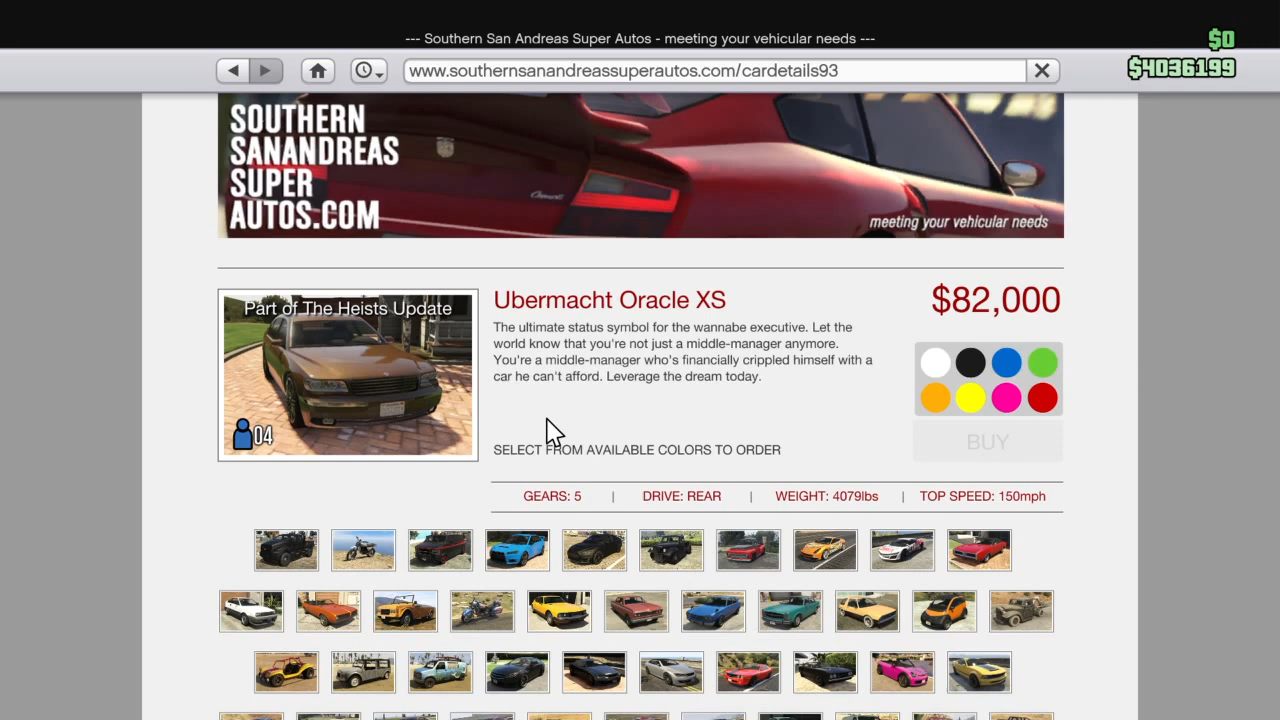 --- Southern San Andreas Super Autos - meeting your vehicular needs ---
$0
www.southernsanandreassuperautos.com/cardetails93
$4036199
SOUTHERN
SANANDREAS
SUPER
AUTOS.COM
meeting your vehicular needs
Part of The Heists Update
04
Ubermacht Oracle XS
$82,000
The ultimate status symbol for the wannabe executive. Let the
world know that you're not just a middle-manager anymore.
You're a middle-manager who's financially crippled himself with a
car he can't afford. Leverage the dream today.
SELECT FROM AVAILABLE COLORS TO ORDER
BUY
GEARS: 5 | DRIVE: REAR | WEIGHT: 4079lbs | TOP SPEED: 150mph